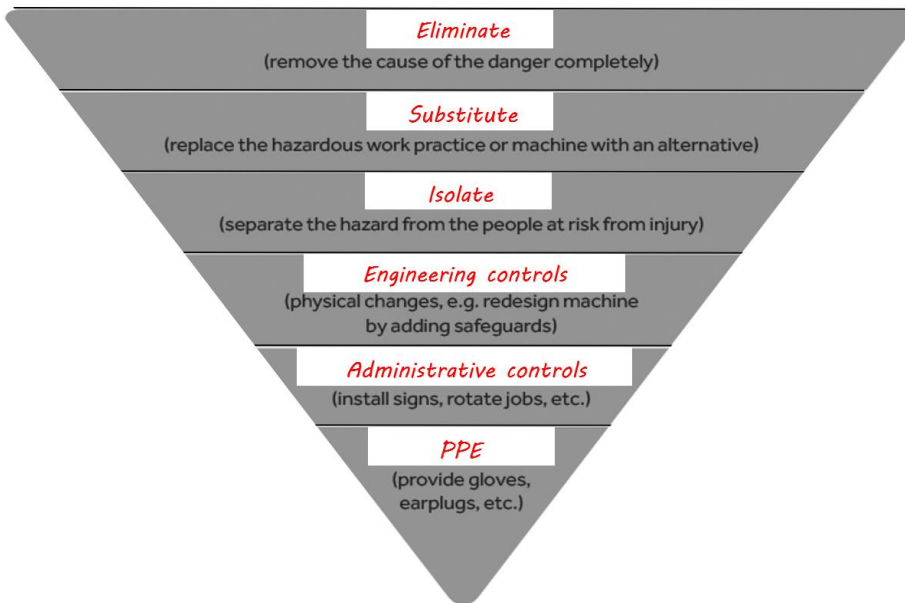 Eliminate
(remove the cause of the danger completely)
Substitute
(replace the hazardous work practice or machine with an alternative)
Isolate
(separate the hazard from the people at risk from injury)
Engineering controls
(physical changes, e.g. redesign machine
by adding safeguards)
Administrative controls
(install signs, rotate jobs, etc.)
PPE
(provide gloves,
earplugs, etc.)